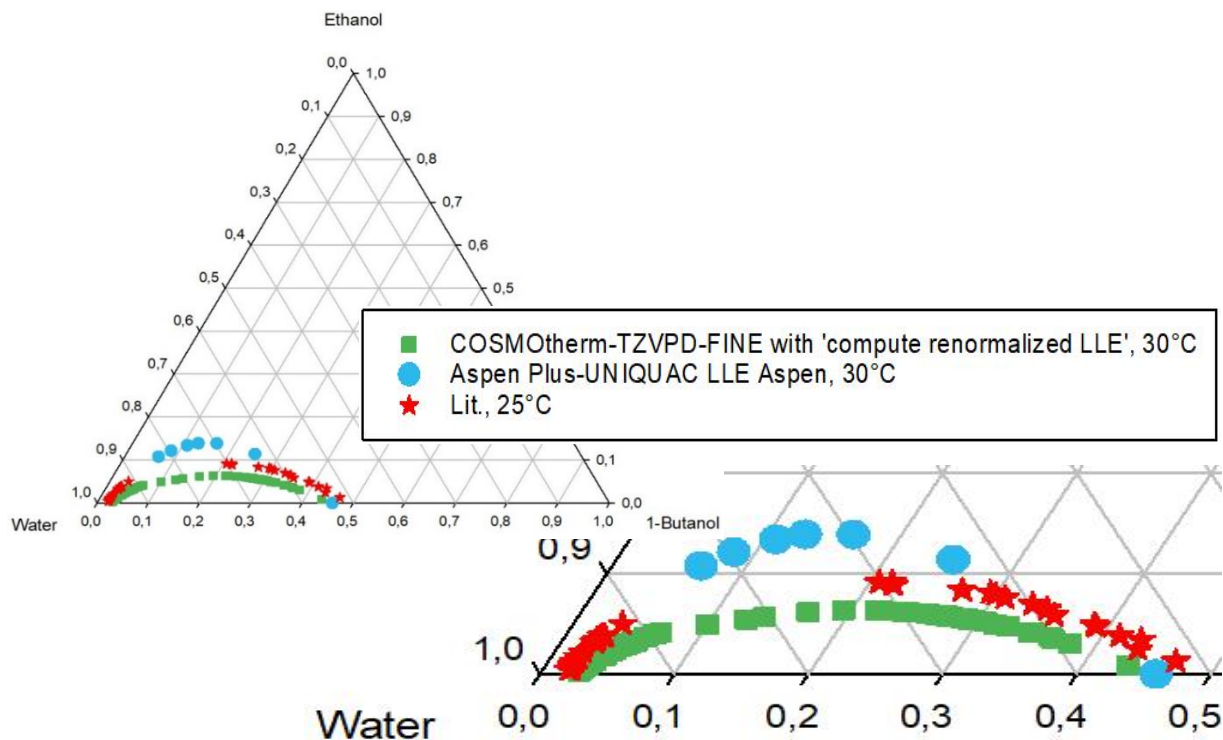 Ethanol
0,0
1,0
0,1
0,9
0,2
0,8
0,3
0,7
0,4
0,6
0,5
0,5
0,6
COSMOtherm-TZVPD-FINE with 'compute renormalized LLE', 30°C
0,7
Aspen Plus-UNIQUAC LLE Aspen, 30°C
Lit., 25°C
0,8
0,9
0,1
1,0
0,0
Water
0,0 0,1 0,2 0,3 0,4 0,5 0,6 0,7 0,8 0,9 1,0
1-Butanol
0,9
1,0
Water
0,0 0,1 0,2 0,3 0,4 0,5